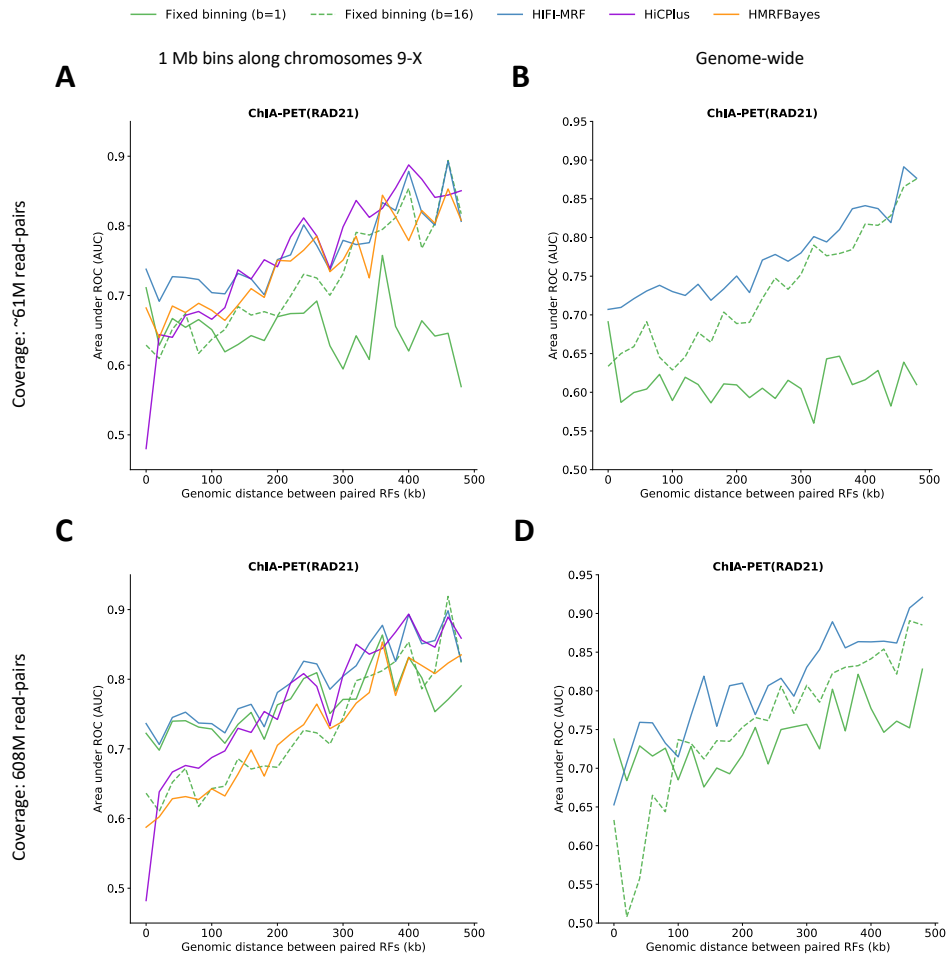 Fixed binning (b=1) Fixed binning (b=16) HIFI-MRF HiCPlus HMRFBayes
1 Mb bins along chromosomes 9-X Genome-wide
A B
Coverage: ~61M read-pairs
ChIA-PET(RAD21)
Area under ROC (AUC)
0.9
0.8
0.7
0.6
0.5
0 100 200 300 400 500
Genomic distance between paired RFs (kb)
ChIA-PET(RAD21)
Area under ROC (AUC)
0.95
0.90
0.85
0.80
0.75
0.70
0.65
0.60
0.55
0.50
0 100 200 300 400 500
Genomic distance between paired RFs (kb)
C D
Coverage: 608M read-pairs
ChIA-PET(RAD21)
Area under ROC (AUC)
0.9
0.8
0.7
0.6
0.5
0 100 200 300 400 500
Genomic distance between paired RFs (kb)
ChIA-PET(RAD21)
Area under ROC (AUC)
0.95
0.90
0.85
0.80
0.75
0.70
0.65
0.60
0.55
0.50
0 100 200 300 400 500
Genomic distance between paired RFs (kb)